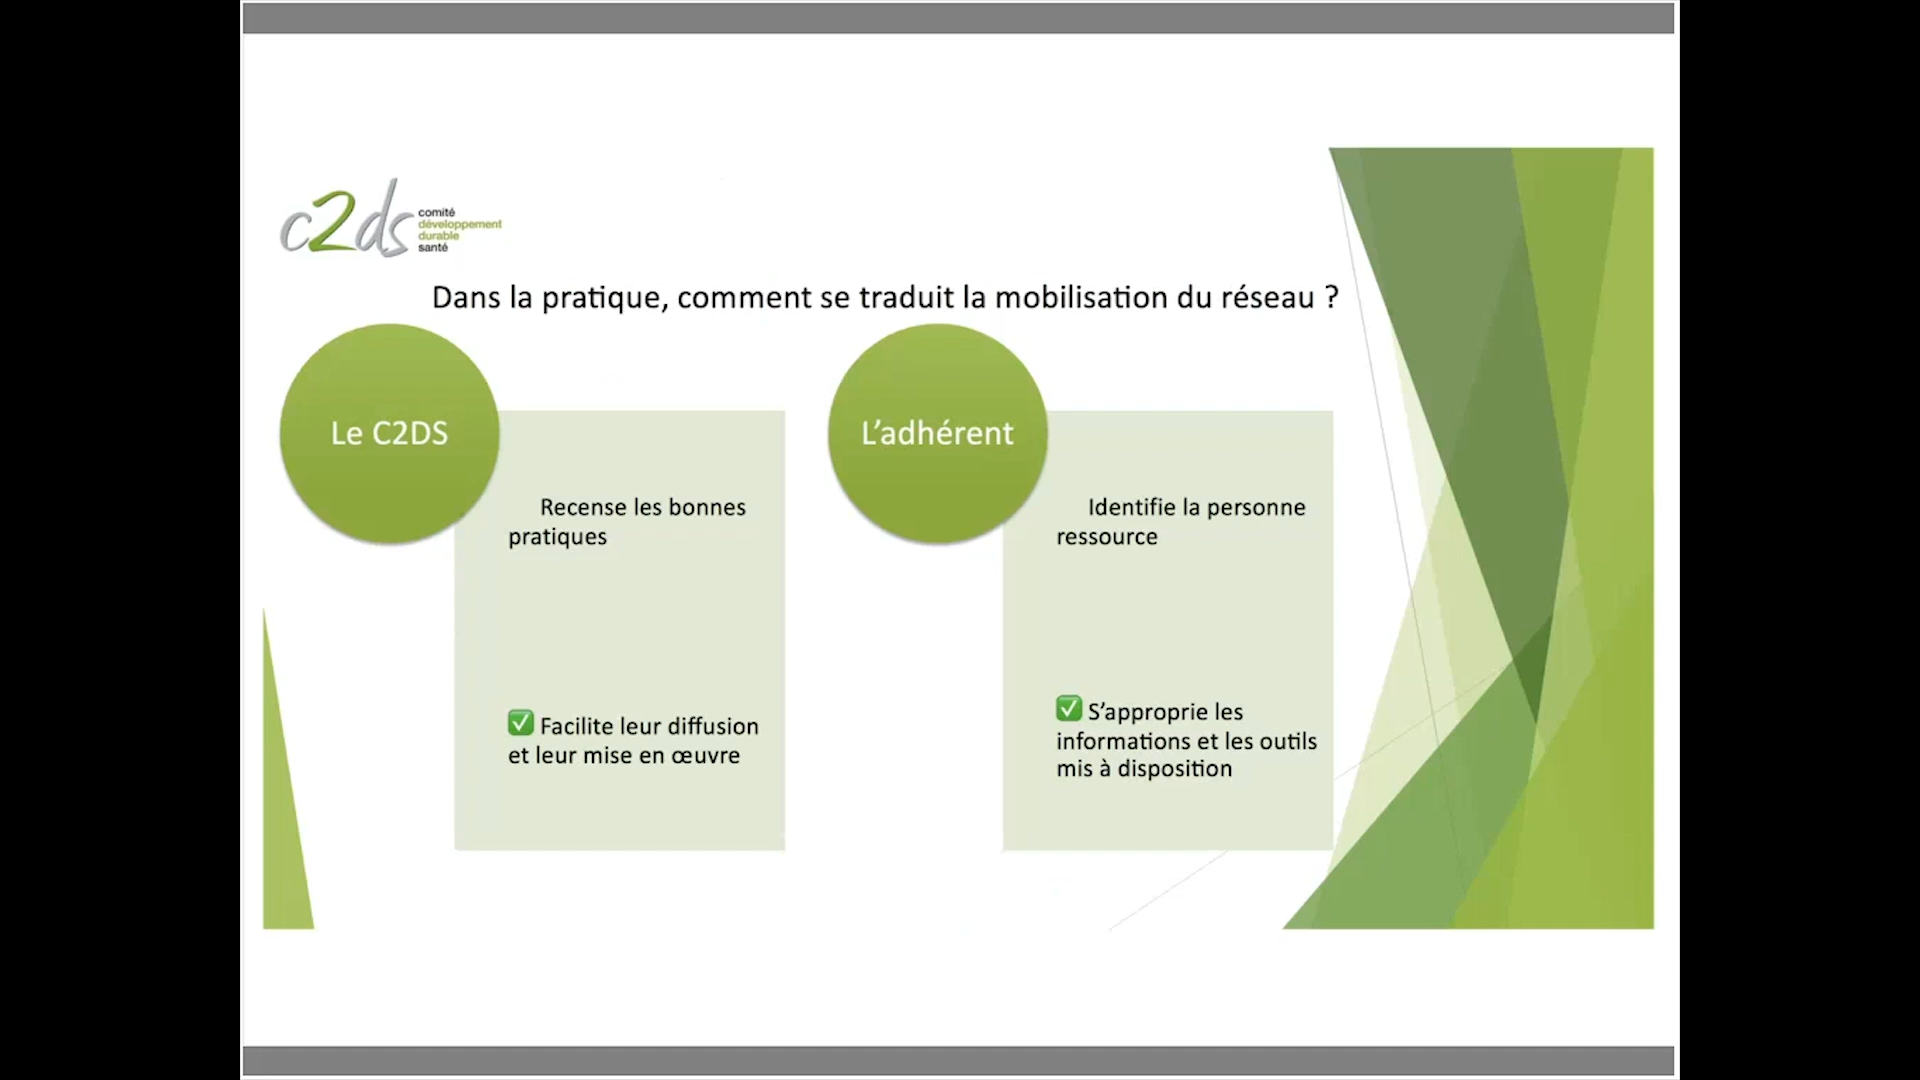 c2ds
comité
développement
durable
santé
Dans la pratique, comment se traduit la mobilisation du réseau ?
Le C2DS
Recense les bonnes
pratiques
✅ Facilite leur diffusion
et leur mise en œuvre
L’adhérent
Identifie la personne
ressource
✅ S’approprie les
informations et les outils
mis à disposition